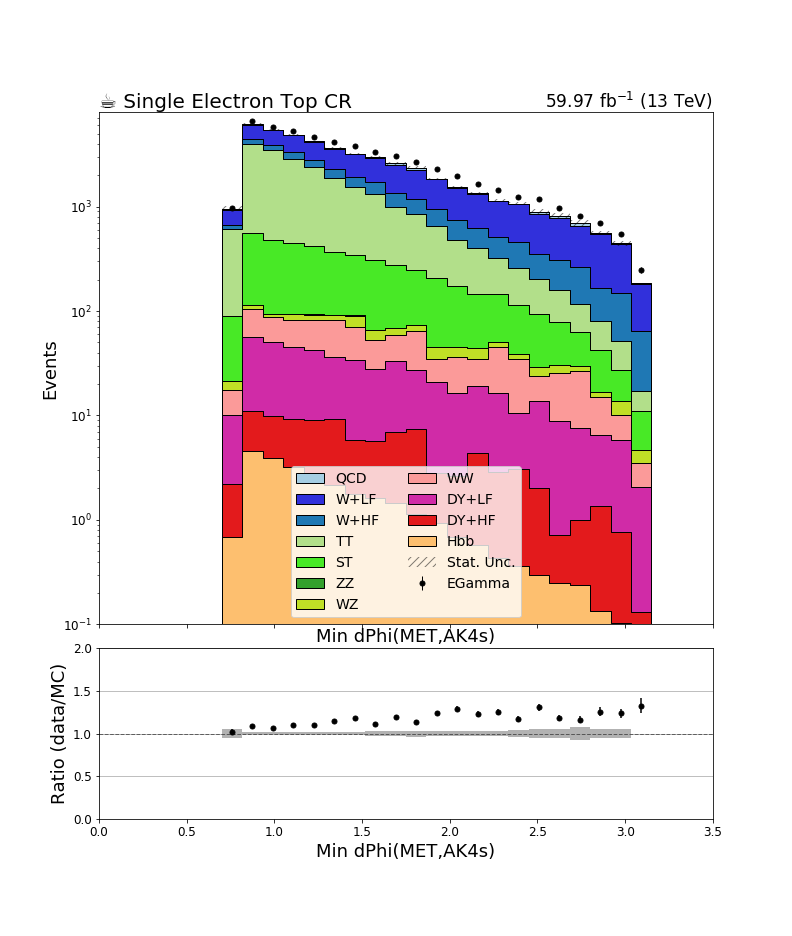 ☕ Single Electron Top CR
59.97 fb⁻¹ (13 TeV)
Events
10³
10²
10¹
10⁰
10⁻¹
QCD
W+LF
W+HF
TT
ST
ZZ
WZ
WW
DY+LF
DY+HF
Hbb
Stat. Unc.
EGamma
Min dPhi(MET,AK4s)
Ratio (data/MC)
2.0
1.5
1.0
0.5
0.0
0.0 0.5 1.0 1.5 2.0 2.5 3.0 3.5
Min dPhi(MET,AK4s)